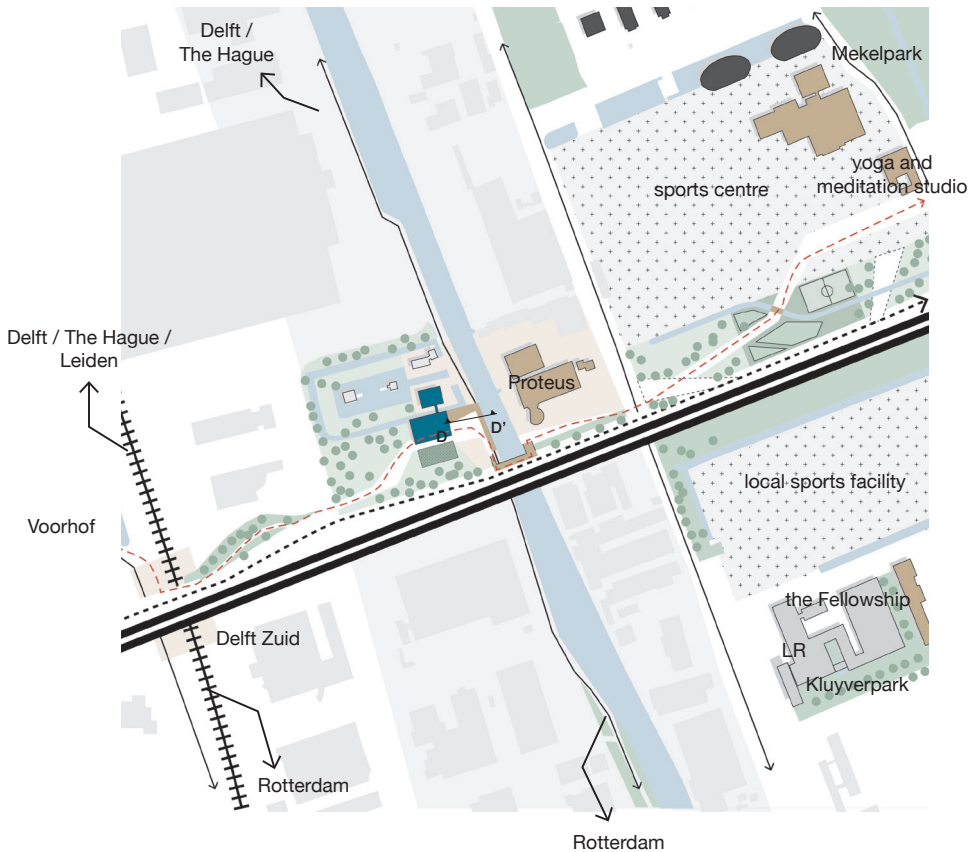 Delft /
The Hague
Mekelpark
yoga and
meditation studio
sports centre
Delft / The Hague /
Leiden
Proteus
D
D'
local sports facility
Voorhof
the Fellowship
Delft Zuid
LR
Kluyverpark
Rotterdam
Rotterdam